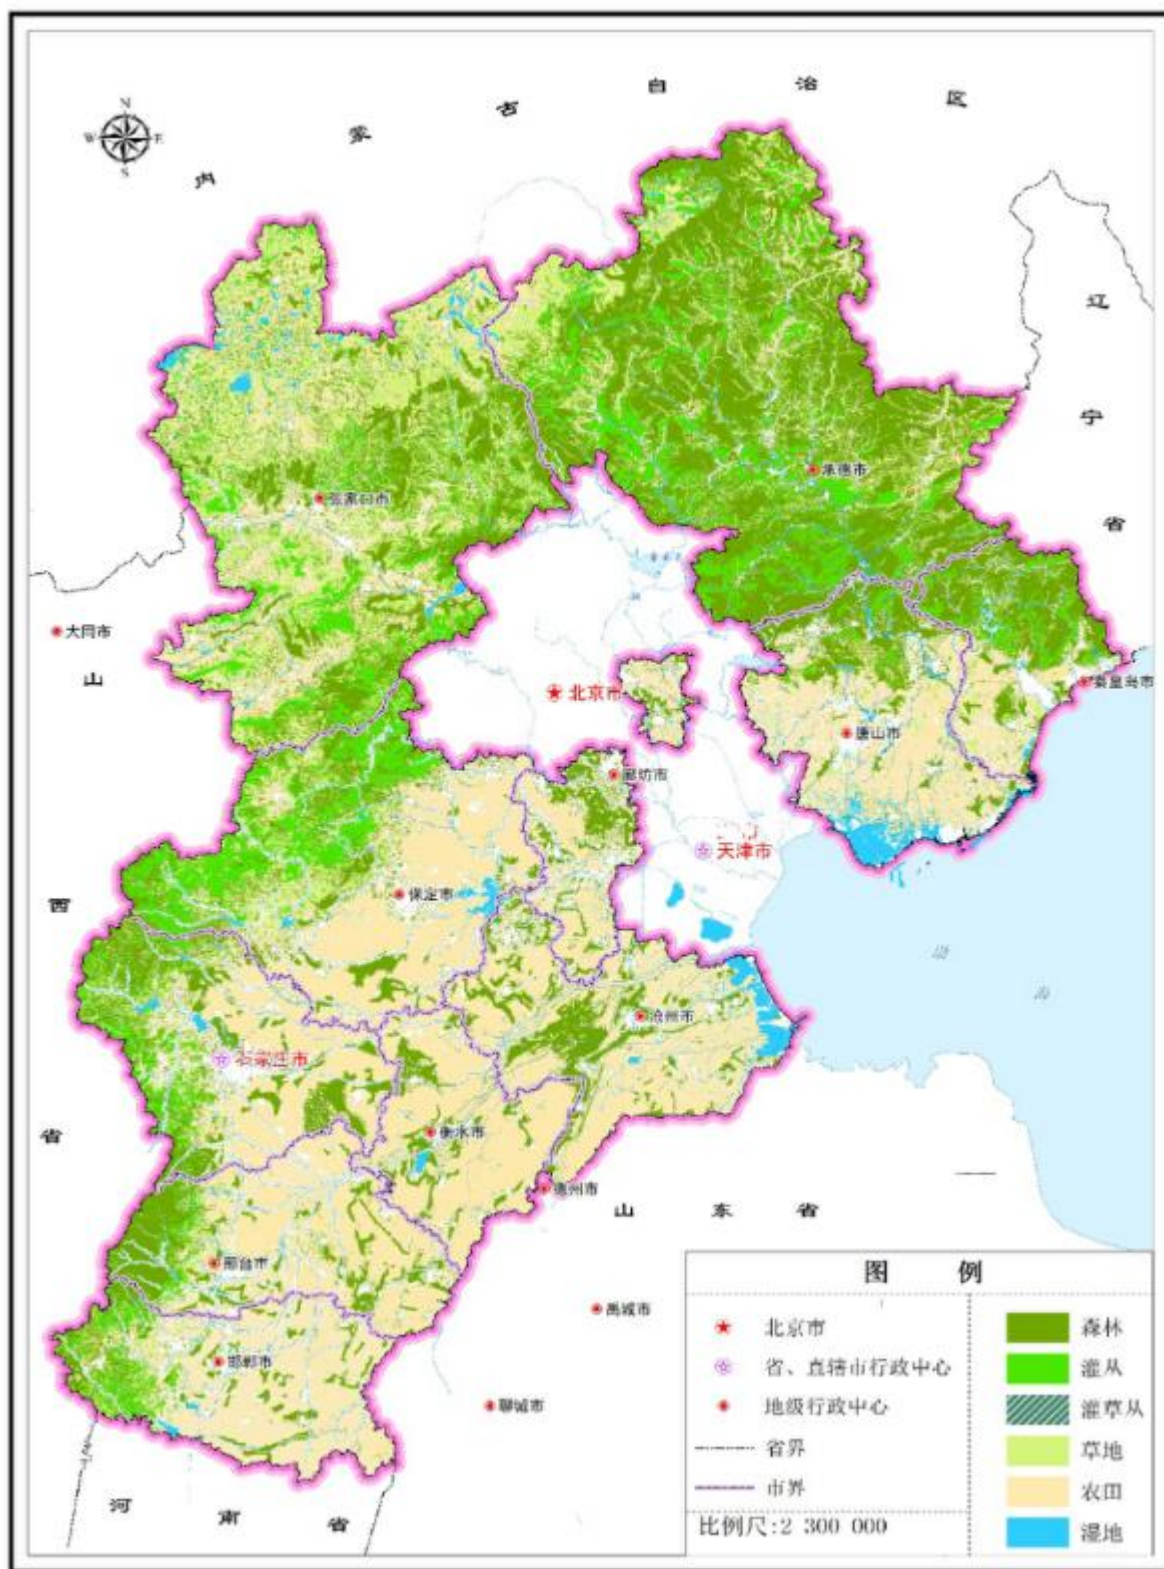 N
W
E
S
内蒙古自治区
辽宁省
承德市
张家口市
大同市
山西省
北京市
秦皇岛市
唐山市
廊坊市
天津市
保定市
渤海
沧州市
石家庄市
衡水市
德州市
山东省
邢台市
禹城市
邯郸市
聊城市
河南省
图 例
北京市
省、直辖市行政中心
地级行政中心
省界
市界
比例尺:2 300 000
森林
灌丛
灌草丛
草地
农田
湿地